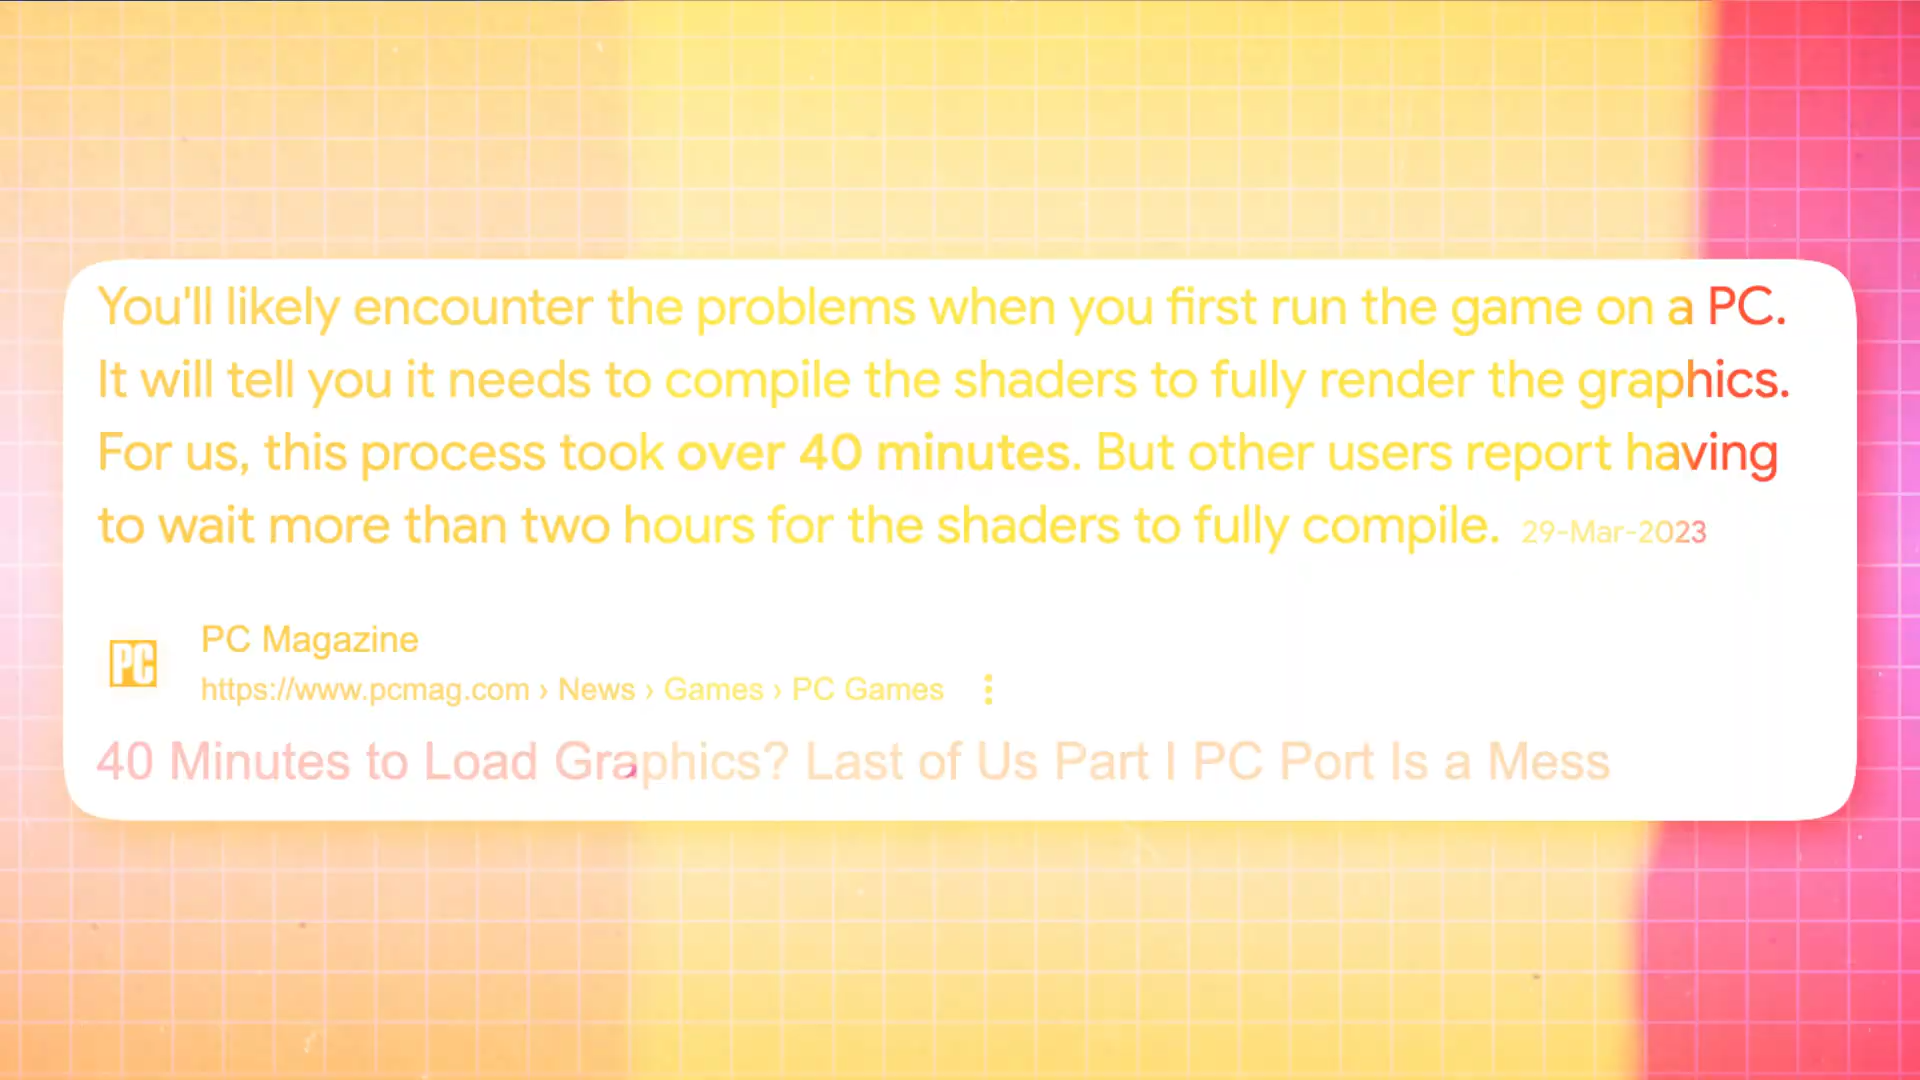 You'll likely encounter the problems when you first run the game on a PC.
It will tell you it needs to compile the shaders to fully render the graphics.
For us, this process took over 40 minutes. But other users report having
to wait more than two hours for the shaders to fully compile. 29-Mar-2023
PC
PC Magazine
https://www.pcmag.com › News › Games › PC Games
40 Minutes to Load Graphics? Last of Us Part I PC Port Is a Mess